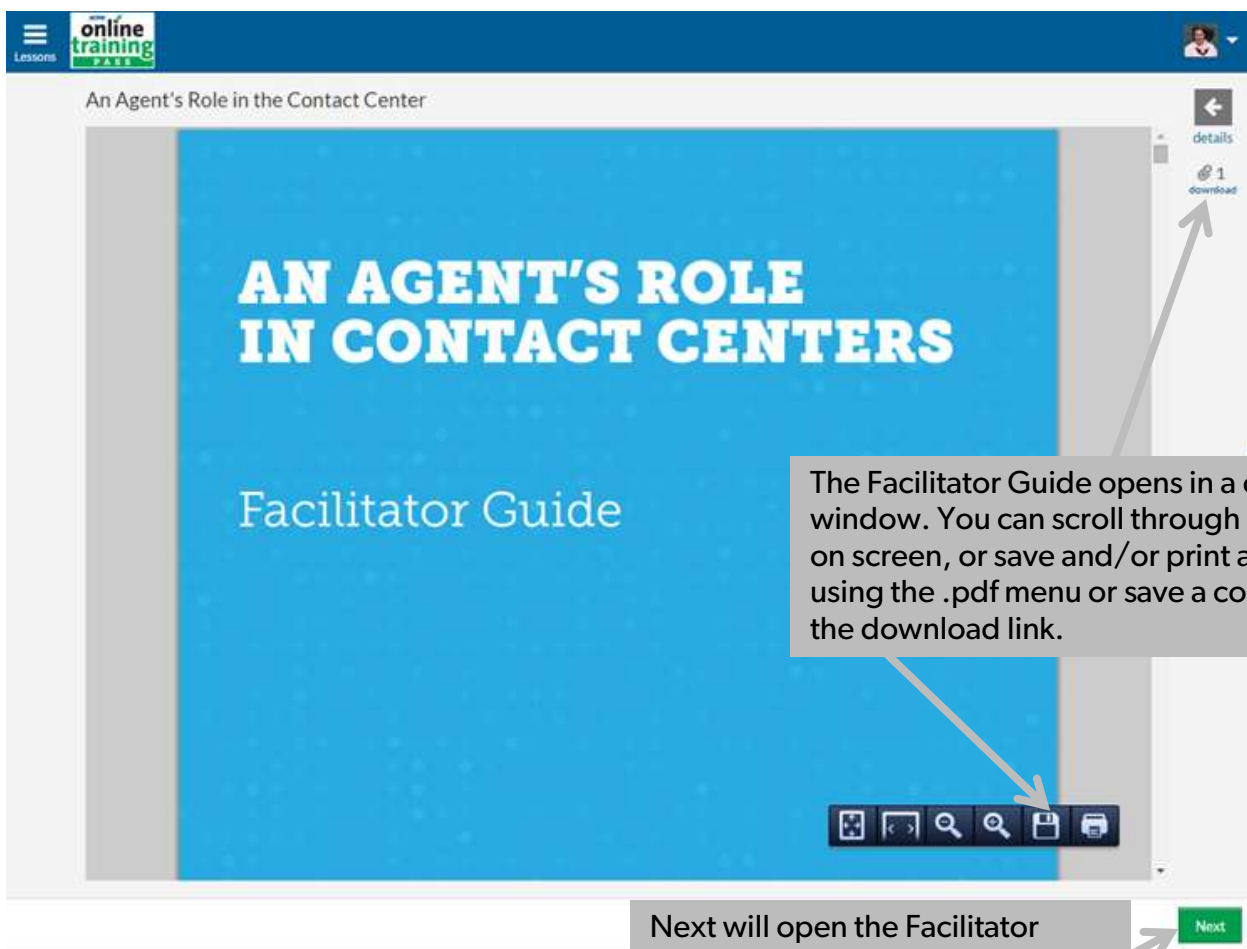 Lessons
online
training
PASS
An Agent's Role in the Contact Center
details
1
download
AN AGENT'S ROLE
IN CONTACT CENTERS
Facilitator Guide
The Facilitator Guide opens in a
window. You can scroll through
on screen, or save and/or print a
using the .pdf menu or save a co
the download link.
Next will open the Facilitator
Next